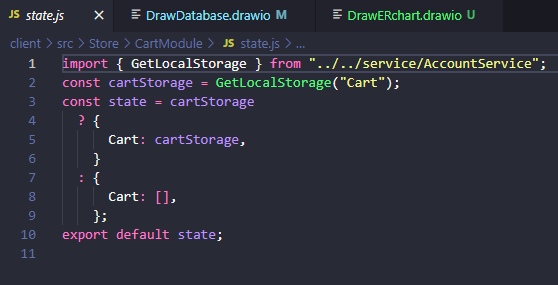 JS state.js × DrawDatabase.drawio M DrawERchart.drawio U
client > src > Store > CartModule > JS state.js > ...
1 import { GetLocalStorage } from "../../service/AccountService";
2 const cartStorage = GetLocalStorage("Cart");
3 const state = cartStorage
4 ? {
5 Cart: cartStorage,
6 }
7 : {
8 Cart: [],
9 };
10 export default state;
11